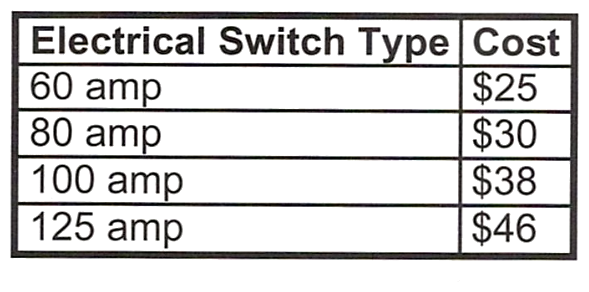 Electrical Switch Type Cost
60 amp $25
80 amp $30
100 amp $38
125 amp $46